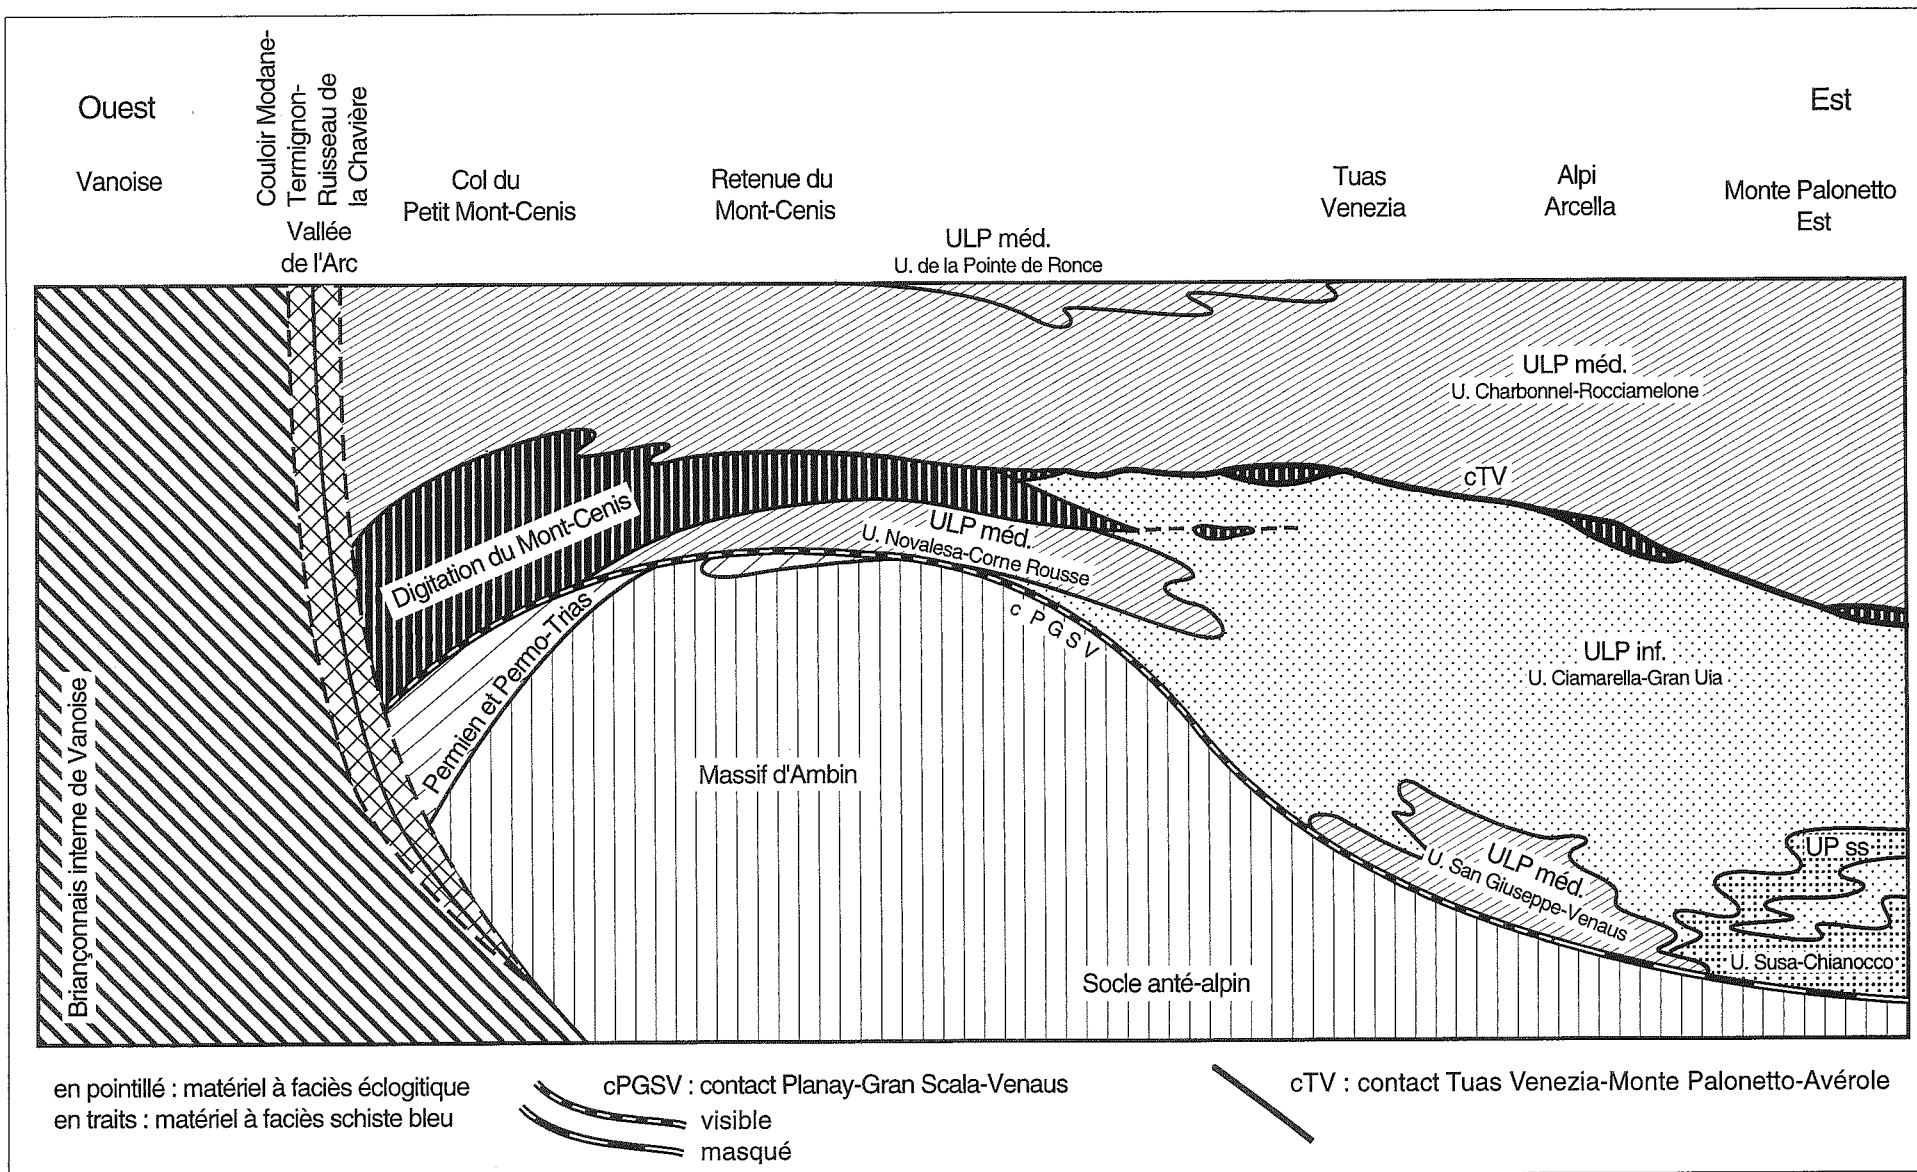 Ouest
Est
Couloir Modane-
Termignon-
Ruisseau de
la Chavière
Vanoise
Col du
Petit Mont-Cenis
Retenue du
Mont-Cenis
Tuas
Venezia
Alpi
Arcella
Monte Palonetto
Est
Vallée
de l'Arc
ULP méd.
U. de la Pointe de Ronce
ULP méd.
U. Charbonnel-Rocciamelone
cTV
Digitation du Mont-Cenis
ULP méd.
U. Novalesa-Corne Rousse
c P G S V
Permien et Permo-Trias
ULP inf.
U. Ciamarella-Gran Uia
Massif d'Ambin
Briançonnais interne de Vanoise
ULP méd.
U. San Giuseppe-Venaus
UP ss
U. Susa-Chianocco
Socle anté-alpin
en pointillé : matériel à faciès éclogitique
en traits : matériel à faciès schiste bleu
cPGSV : contact Planay-Gran Scala-Venaus
visible
masqué
cTV : contact Tuas Venezia-Monte Palonetto-Avérole